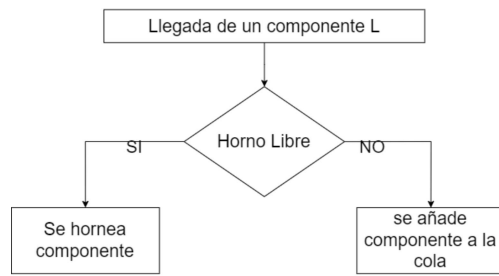 Llegada de un componente L
Horno Libre
SI
NO
Se hornea
componente
se añade
componente a la
cola